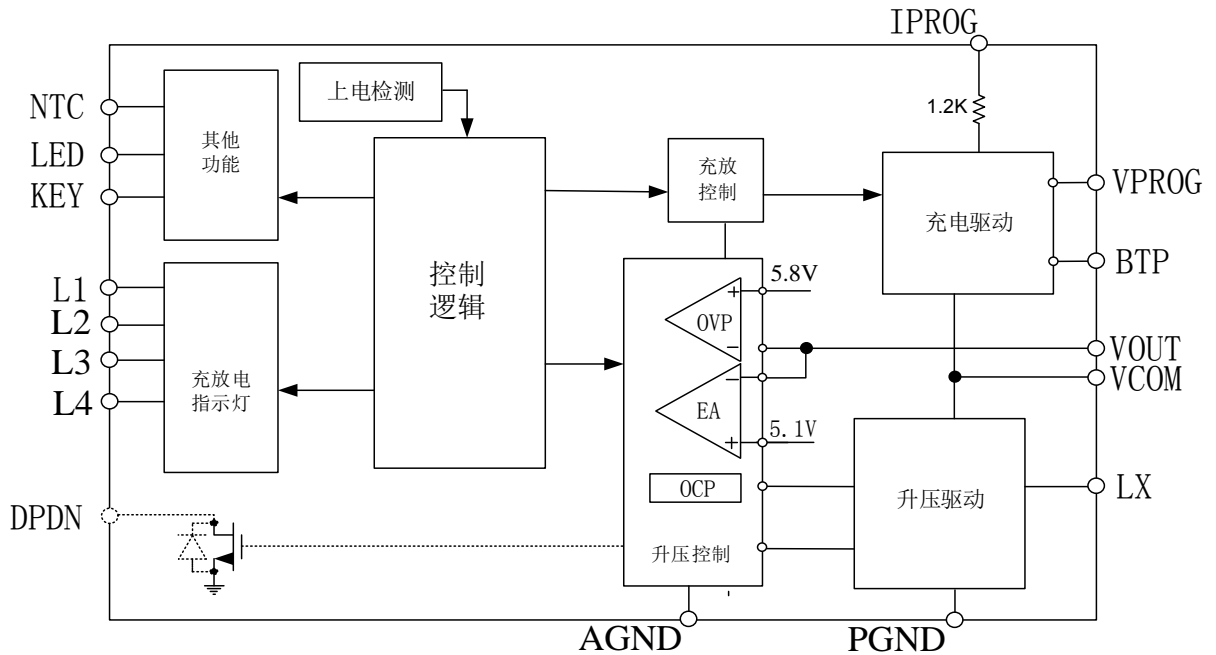 IPROG
NTC
LED
KEY
其他
功能
上电检测
1.2K
充放
控制
充电驱动
VPROG
BTP
L1
L2
L3
L4
充放电
指示灯
控制
逻辑
+
5.8V
OVP
−
−
EA
+
5.1V
VOUT
VCOM
OCP
升压控制
升压驱动
LX
DPDN
AGND
PGND